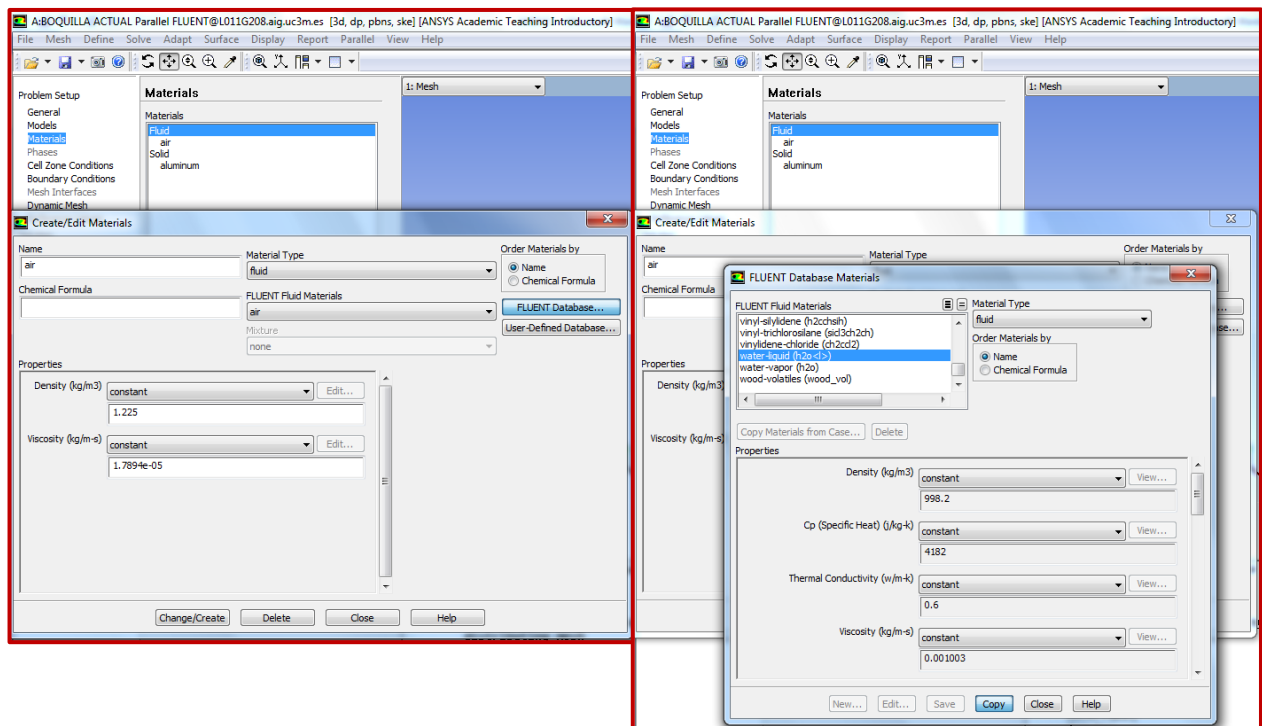 A:BOQUILLA ACTUAL Parallel FLUENT@L011G208.aig.uc3m.es [3d, dp, pbns, ske] [ANSYS Academic Teaching Introductory]
File Mesh Define Solve Adapt Surface Display Report Parallel View Help
Problem Setup
General
Models
Materials
Phases
Cell Zone Conditions
Boundary Conditions
Mesh Interfaces
Dynamic Mesh
Materials
Materials
Fluid
air
Solid
aluminum
1: Mesh
Create/Edit Materials
Name
air
Material Type
fluid
Order Materials by
Name
Chemical Formula
Chemical Formula
FLUENT Fluid Materials
air
FLUENT Database...
User-Defined Database...
Mixture
none
Properties
Density (kg/m3)
constant
Edit...
1.225
Viscosity (kg/m-s)
constant
Edit...
1.7894e-05
Change/Create
Delete
Close
Help
A:BOQUILLA ACTUAL Parallel FLUENT@L011G208.aig.uc3m.es [3d, dp, pbns, ske] [ANSYS Academic Teaching Introductory]
File Mesh Define Solve Adapt Surface Display Report Parallel View Help
Problem Setup
General
Models
Materials
Phases
Cell Zone Conditions
Boundary Conditions
Mesh Interfaces
Dynamic Mesh
Materials
Materials
Fluid
air
Solid
aluminum
1: Mesh
Create/Edit Materials
Name
air
Material Type
Order Materials by
Chemical Formula
Properties
Density (kg/m3)
Viscosity (kg/m-s)
FLUENT Database Materials
FLUENT Fluid Materials
vinyl-silylidene (h2cchsih)
vinyl-trichlorosilane (sicl3ch2ch)
vinylidene-chloride (ch2ccl2)
water-liquid (h2o<l>)
water-vapor (h2o)
wood-volatiles (wood_vol)
Material Type
fluid
Order Materials by
Name
Chemical Formula
Copy Materials from Case...
Delete
Properties
Density (kg/m3)
constant
View...
998.2
Cp (Specific Heat) (j/kg-k)
constant
View...
4182
Thermal Conductivity (w/m-k)
constant
View...
0.6
Viscosity (kg/m-s)
constant
View...
0.001003
New...
Edit...
Save
Copy
Close
Help